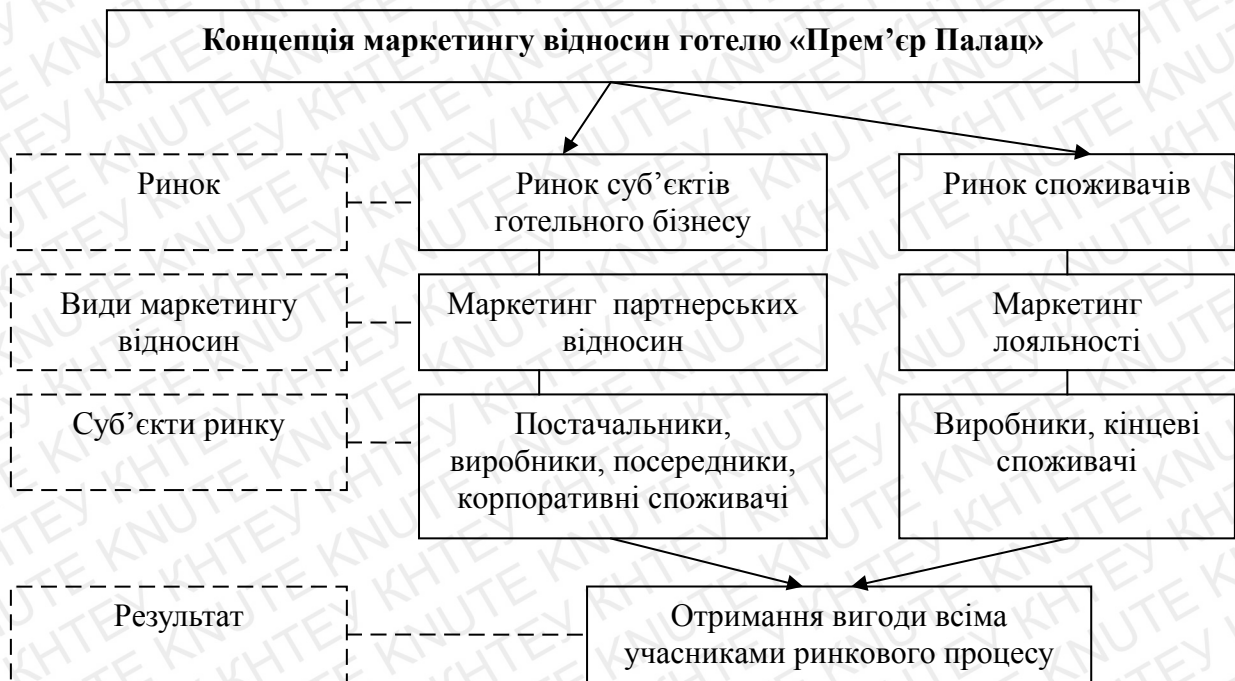 Концепція маркетингу відносин готелю «Прем’єр Палац»
Ринок
Ринок суб’єктів
готельного бізнесу
Ринок споживачів
Види маркетингу
відносин
Маркетинг партнерських
відносин
Маркетинг
лояльності
Суб’єкти ринку
Постачальники,
виробники, посередники,
корпоративні споживачі
Виробники, кінцеві
споживачі
Результат
Отримання вигоди всіма
учасниками ринкового процесу